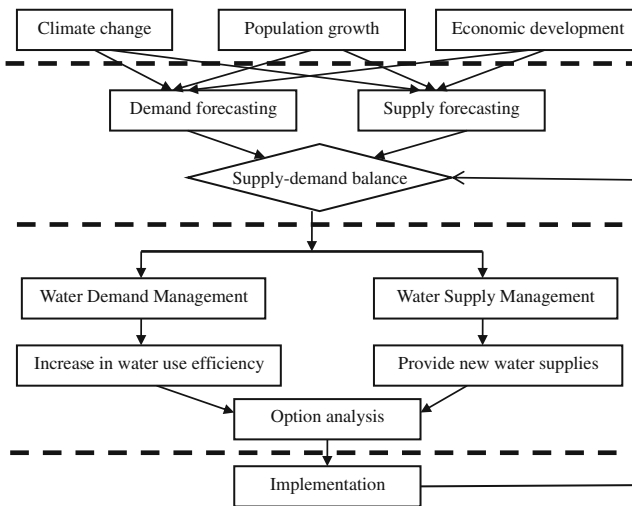 Climate change
Population growth
Economic development
Demand forecasting
Supply forecasting
Supply-demand balance
Water Demand Management
Water Supply Management
Increase in water use efficiency
Provide new water supplies
Option analysis
Implementation